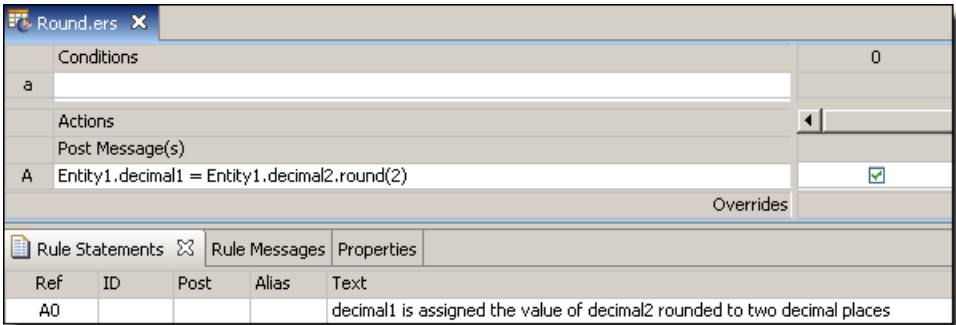 Round.ers
Conditions 0
a
Actions
Post Message(s)
A Entity1.decimal1 = Entity1.decimal2.round(2)
Overrides
Rule Statements Rule Messages Properties
Ref ID Post Alias Text
A0 decimal1 is assigned the value of decimal2 rounded to two decimal places